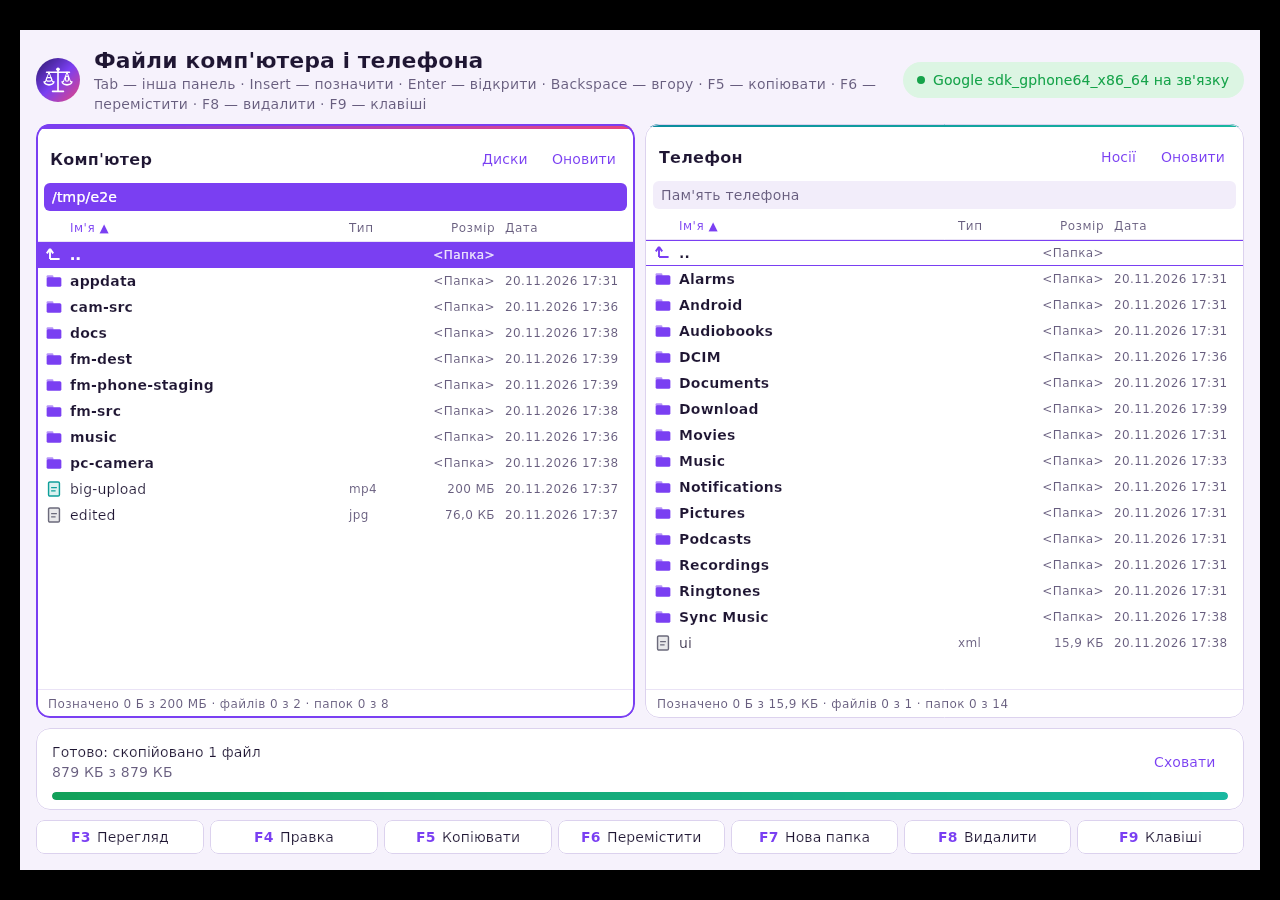 Файли комп'ютера і телефона
Tab — інша панель · Insert — позначити · Enter — відкрити · Backspace — вгору · F5 — копіювати · F6 —
перемістити · F8 — видалити · F9 — клавіші
Google sdk_gphone64_x86_64 на зв'язку
Комп'ютер Диски Оновити
/tmp/e2e
Ім'я ▲ Тип Розмір Дата
.. <Папка>
appdata <Папка> 20.11.2026 17:31
cam-src <Папка> 20.11.2026 17:36
docs <Папка> 20.11.2026 17:38
fm-dest <Папка> 20.11.2026 17:39
fm-phone-staging <Папка> 20.11.2026 17:39
fm-src <Папка> 20.11.2026 17:38
music <Папка> 20.11.2026 17:36
pc-camera <Папка> 20.11.2026 17:38
big-upload mp4 200 МБ 20.11.2026 17:37
edited jpg 76,0 КБ 20.11.2026 17:37
Позначено 0 Б з 200 МБ · файлів 0 з 2 · папок 0 з 8
Телефон Носії Оновити
Пам'ять телефона
Ім'я ▲ Тип Розмір Дата
.. <Папка>
Alarms <Папка> 20.11.2026 17:31
Android <Папка> 20.11.2026 17:31
Audiobooks <Папка> 20.11.2026 17:31
DCIM <Папка> 20.11.2026 17:36
Documents <Папка> 20.11.2026 17:31
Download <Папка> 20.11.2026 17:39
Movies <Папка> 20.11.2026 17:31
Music <Папка> 20.11.2026 17:33
Notifications <Папка> 20.11.2026 17:31
Pictures <Папка> 20.11.2026 17:31
Podcasts <Папка> 20.11.2026 17:31
Recordings <Папка> 20.11.2026 17:31
Ringtones <Папка> 20.11.2026 17:31
Sync Music <Папка> 20.11.2026 17:38
ui xml 15,9 КБ 20.11.2026 17:38
Позначено 0 Б з 15,9 КБ · файлів 0 з 1 · папок 0 з 14
Готово: скопійовано 1 файл
879 КБ з 879 КБ
Сховати
F3 Перегляд F4 Правка F5 Копіювати F6 Перемістити F7 Нова папка F8 Видалити F9 Клавіші